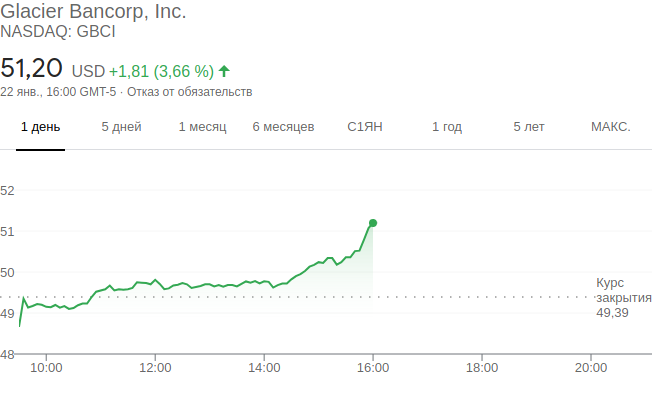 Glacier Bancorp, Inc.
NASDAQ: GBCI
51,20 USD +1,81 (3,66 %)
22 янв., 16:00 GMT-5 · Отказ от обязательств
1 день 5 дней 1 месяц 6 месяцев С1ЯН 1 год 5 лет МАКС.
52
51
50
Курс
закрытия
49,39
49
48
10:00 12:00 14:00 16:00 18:00 20:00